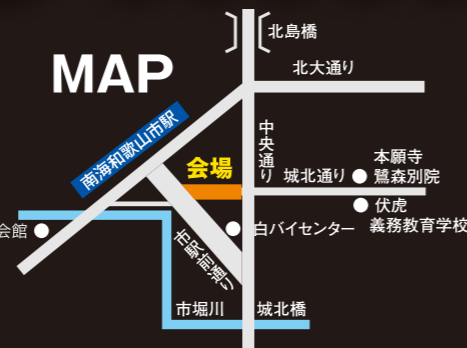 北島橋
MAP
北大通り
南海和歌山市駅
中央通り
会場
城北通り
本願寺
鷺森別院
伏虎
義務教育学校
会館
白バイセンター
市駅前通り
市堀川
城北橋